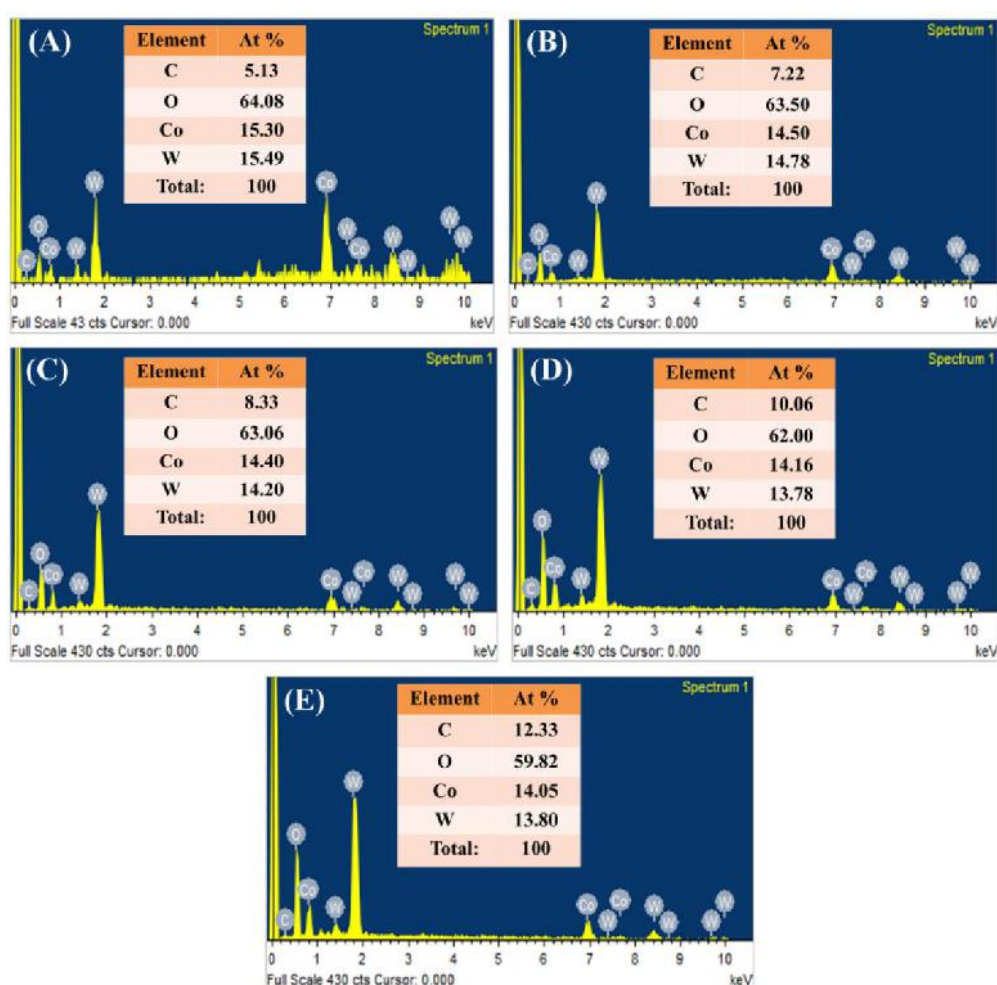 (A)
Spectrum 1
Element At %
C 5.13
O 64.08
Co 15.30
W 15.49
Total: 100
W
Co
O
W
W
W
Co
W
W
C
Co
W
0 1 2 3 4 5 6 7 8 9 10
Full Scale 43 cts Cursor: 0.000
keV
(B)
Spectrum 1
Element At %
C 7.22
O 63.50
Co 14.50
W 14.78
Total: 100
W
O
Co
Co
W
W
C
Co
W
W
W
0 1 2 3 4 5 6 7 8 9 10
Full Scale 430 cts Cursor: 0.000
keV
(C)
Spectrum 1
Element At %
C 8.33
O 63.06
Co 14.40
W 14.20
Total: 100
W
O
Co
Co
W
W
C
W
Co
W
W
W
0 1 2 3 4 5 6 7 8 9 10
Full Scale 430 cts Cursor: 0.000
keV
(D)
Spectrum 1
Element At %
C 10.06
O 62.00
Co 14.16
W 13.78
Total: 100
W
O
Co
Co
W
W
W
Co
W
C
W
W
0 1 2 3 4 5 6 7 8 9 10
Full Scale 430 cts Cursor: 0.000
keV
(E)
Spectrum 1
Element At %
C 12.33
O 59.82
Co 14.05
W 13.80
Total: 100
W
O
Co
Co
W
Co
W
W
C
W
W
W
0 1 2 3 4 5 6 7 8 9 10
Full Scale 430 cts Cursor: 0.000
keV